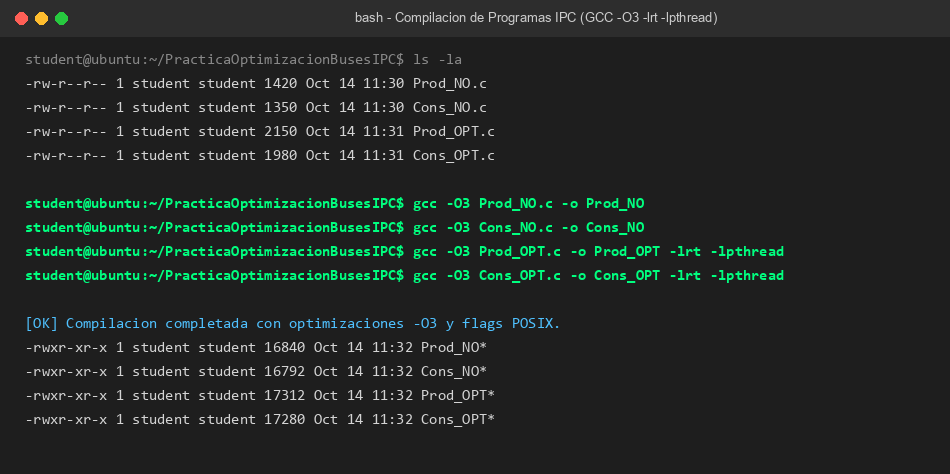 bash - Compilacion de Programas IPC (GCC -O3 -lrt -lpthread)
student@ubuntu:~/PracticaOptimizacionBusesIPC$ ls -la
-rw-r--r-- 1 student student 1420 Oct 14 11:30 Prod_NO.c
-rw-r--r-- 1 student student 1350 Oct 14 11:30 Cons_NO.c
-rw-r--r-- 1 student student 2150 Oct 14 11:31 Prod_OPT.c
-rw-r--r-- 1 student student 1980 Oct 14 11:31 Cons_OPT.c
student@ubuntu:~/PracticaOptimizacionBusesIPC$ gcc -O3 Prod_NO.c -o Prod_NO
student@ubuntu:~/PracticaOptimizacionBusesIPC$ gcc -O3 Cons_NO.c -o Cons_NO
student@ubuntu:~/PracticaOptimizacionBusesIPC$ gcc -O3 Prod_OPT.c -o Prod_OPT -lrt -lpthread
student@ubuntu:~/PracticaOptimizacionBusesIPC$ gcc -O3 Cons_OPT.c -o Cons_OPT -lrt -lpthread
[OK] Compilacion completada con optimizaciones -O3 y flags POSIX.
-rwxr-xr-x 1 student student 16840 Oct 14 11:32 Prod_NO*
-rwxr-xr-x 1 student student 16792 Oct 14 11:32 Cons_NO*
-rwxr-xr-x 1 student student 17312 Oct 14 11:32 Prod_OPT*
-rwxr-xr-x 1 student student 17280 Oct 14 11:32 Cons_OPT*